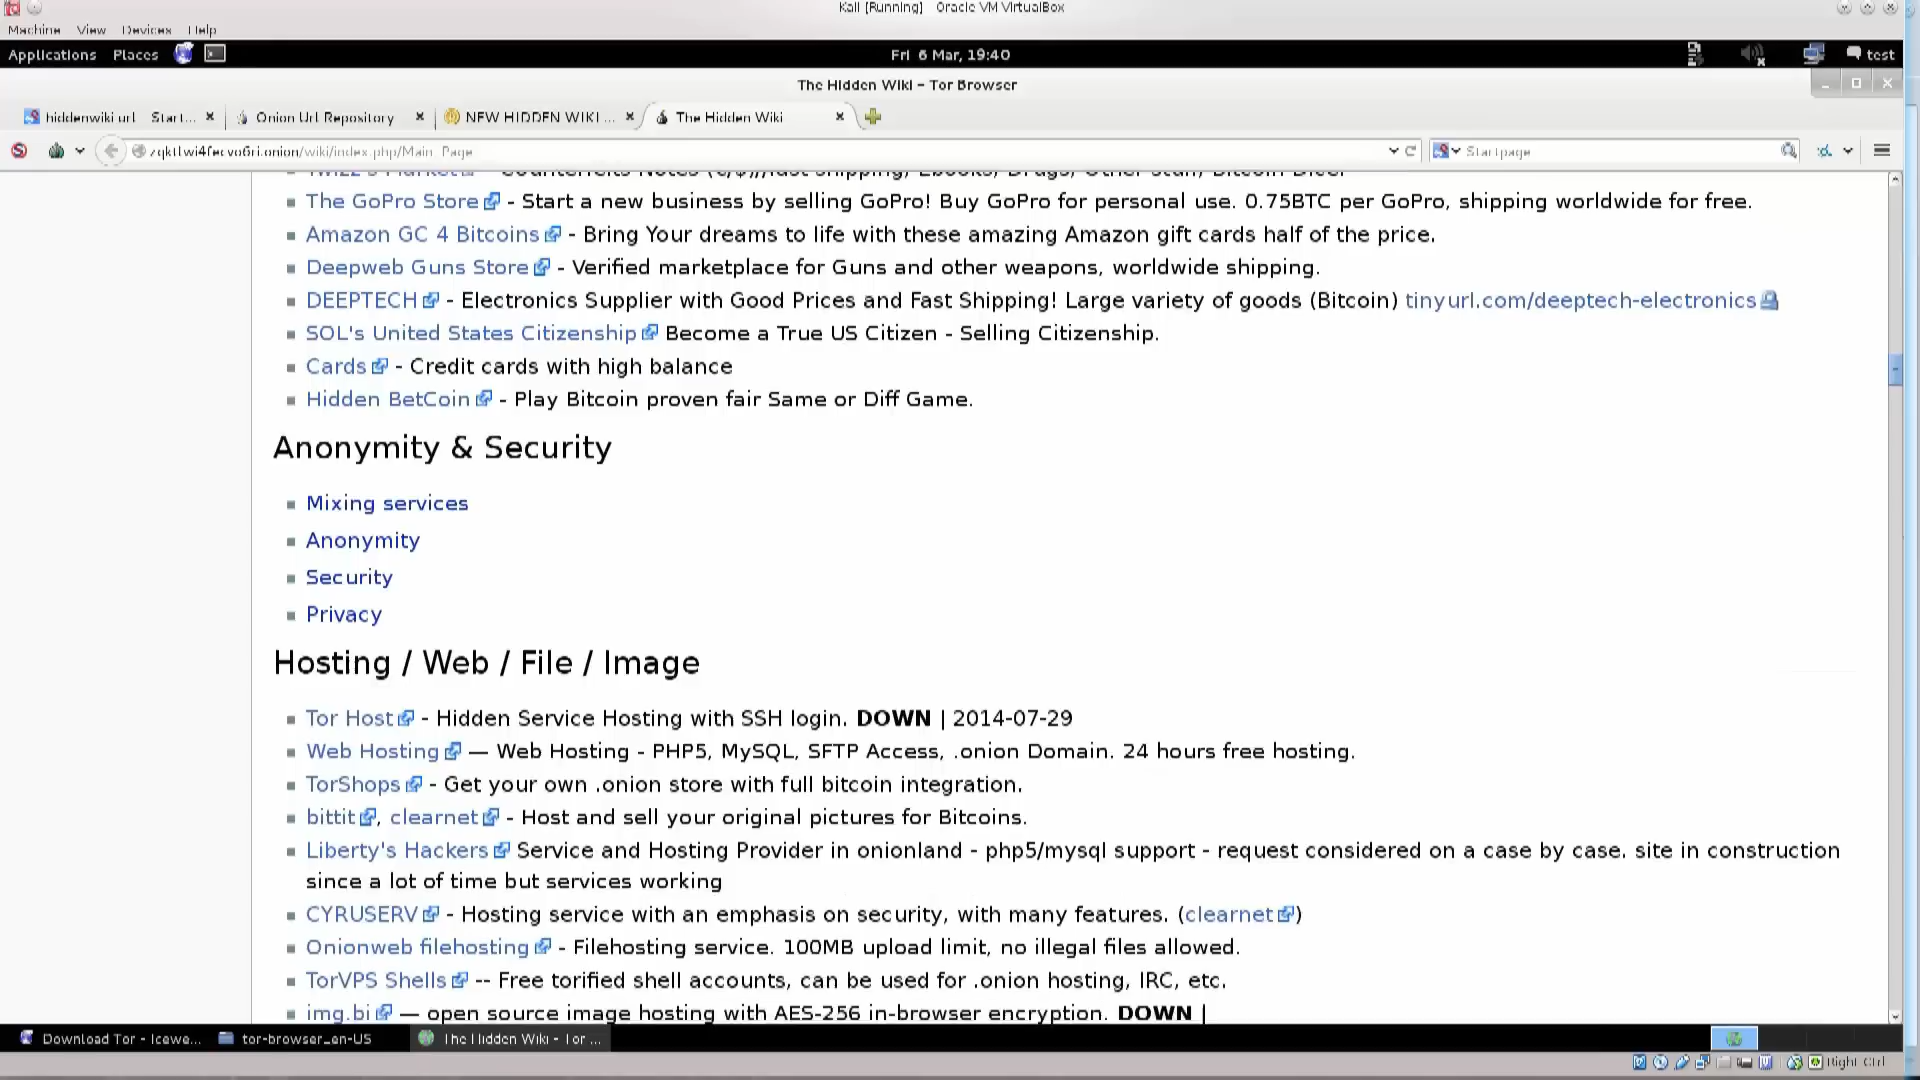 Kali [Running] Oracle VM VirtualBox
Machine View Devices Help
Applications Places Fri 6 Mar, 19:40 test
The Hidden Wiki - Tor Browser
hiddenwiki url Start... Onion Url Repository NEW HIDDEN WIKI ... The Hidden Wiki
/wiki/index.php/Main_Page Startpage
Twizz's Market - Counterfeits Notes (€/$)/fast shipping, Ebooks, Drugs, Other stuff, Bitcoin Dicer
The GoPro Store - Start a new business by selling GoPro! Buy GoPro for personal use. 0.75BTC per GoPro, shipping worldwide for free.
Amazon GC 4 Bitcoins - Bring Your dreams to life with these amazing Amazon gift cards half of the price.
Deepweb Guns Store - Verified marketplace for Guns and other weapons, worldwide shipping.
DEEPTECH - Electronics Supplier with Good Prices and Fast Shipping! Large variety of goods (Bitcoin) tinyurl.com/deeptech-electronics
SOL's United States Citizenship Become a True US Citizen - Selling Citizenship.
Cards - Credit cards with high balance
Hidden BetCoin - Play Bitcoin proven fair Same or Diff Game.
Anonymity & Security
Mixing services
Anonymity
Security
Privacy
Hosting / Web / File / Image
Tor Host - Hidden Service Hosting with SSH login. DOWN | 2014-07-29
Web Hosting — Web Hosting - PHP5, MySQL, SFTP Access, .onion Domain. 24 hours free hosting.
TorShops - Get your own .onion store with full bitcoin integration.
bittit, clearnet - Host and sell your original pictures for Bitcoins.
Liberty's Hackers Service and Hosting Provider in onionland - php5/mysql support - request considered on a case by case. site in construction
since a lot of time but services working
CYRUSERV - Hosting service with an emphasis on security, with many features. (clearnet)
Onionweb filehosting - Filehosting service. 100MB upload limit, no illegal files allowed.
TorVPS Shells -- Free torified shell accounts, can be used for .onion hosting, IRC, etc.
img.bi — open source image hosting with AES-256 in-browser encryption. DOWN |
Download Tor - Icewe... tor-browser_en-US The Hidden Wiki - Tor ...
Right Ctrl